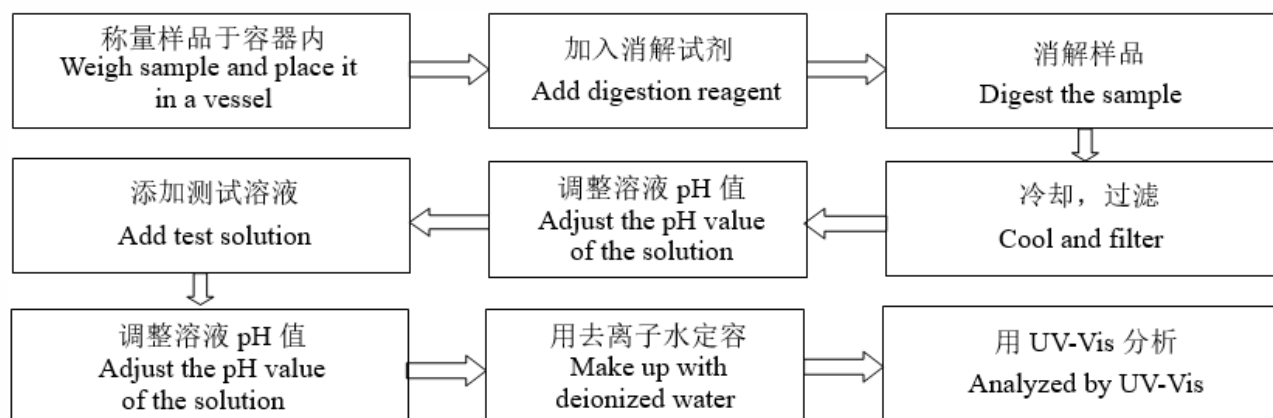 称量样品于容器内
Weigh sample and place it
in a vessel
加入消解试剂
Add digestion reagent
消解样品
Digest the sample
冷却，过滤
Cool and filter
调整溶液 pH 值
Adjust the pH value
of the solution
添加测试溶液
Add test solution
调整溶液 pH 值
Adjust the pH value
of the solution
用去离子水定容
Make up with
deionized water
用 UV-Vis 分析
Analyzed by UV-Vis